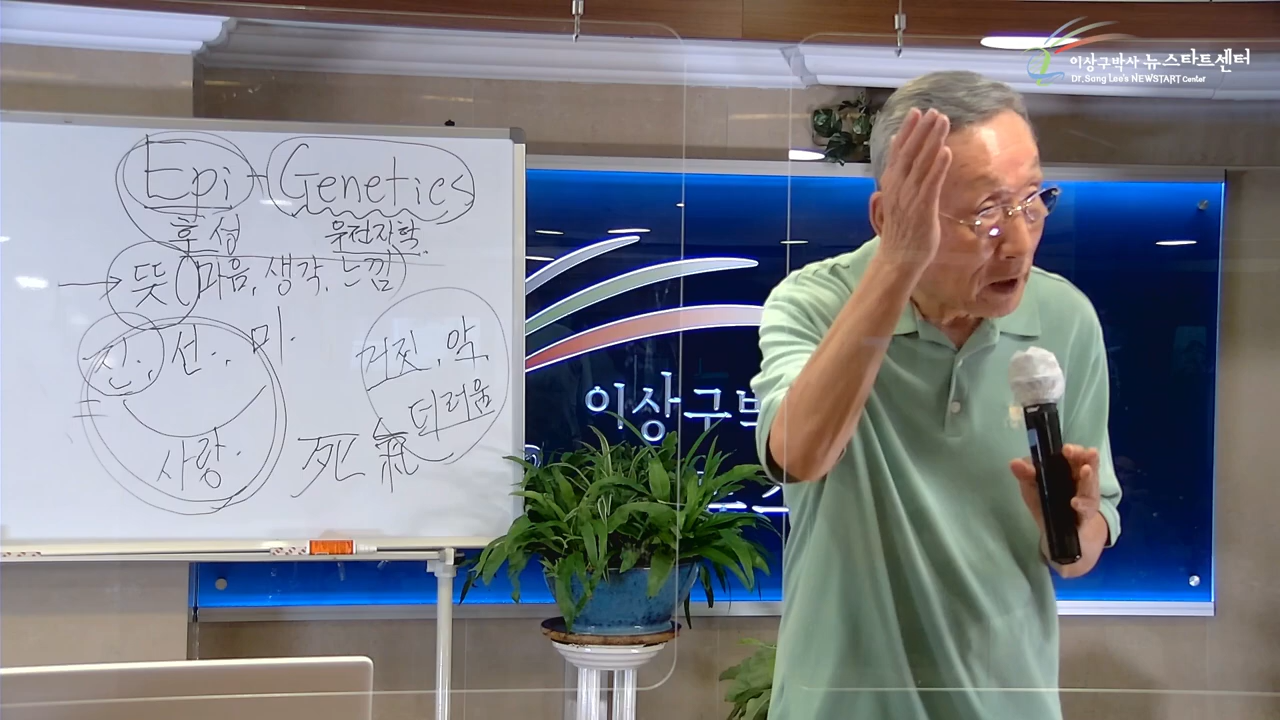 이상구박사 뉴스타트센터
Dr. Sang Lee's NEWSTART Center
Epi-Genetics
후성 유전자학
→ 뜻(마음, 생각, 느낌)
진, 선, 미.
거짓, 악,
더러움
사랑.
死氣
이상구박